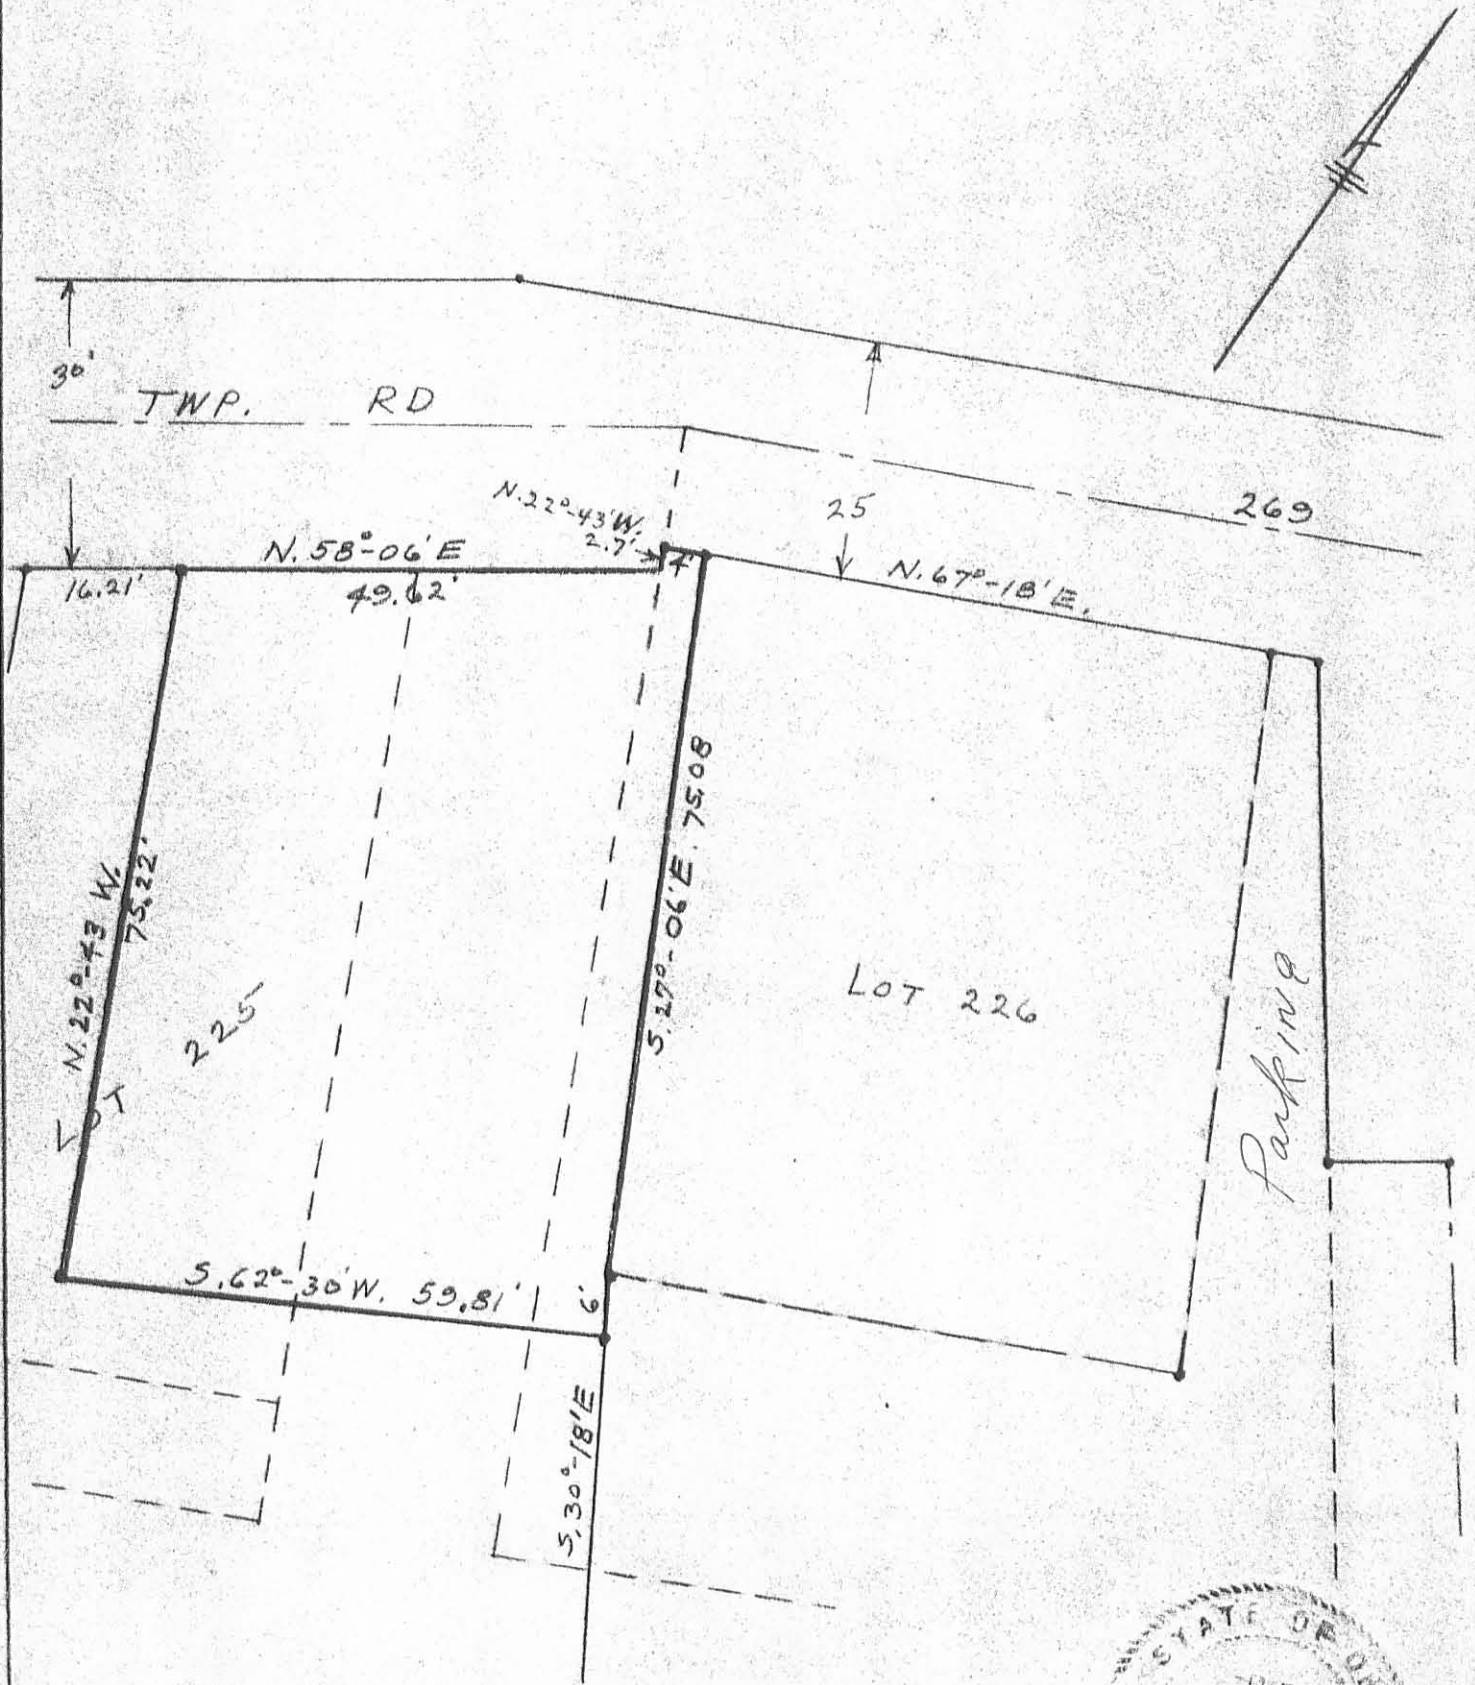 30'
TWP. RD
N.22°-43'W.
2.7'
25
269
N. 58°-06' E
4'
N.67°-18'E.
16.21'
49.62'
S.27°-06'E. 75.08
N.22°-43 W.
75.22'
LOT 226
225
LOT
Parking
S.62°-30'W. 59.81'
6'
S.30°-18'E
STATE OF